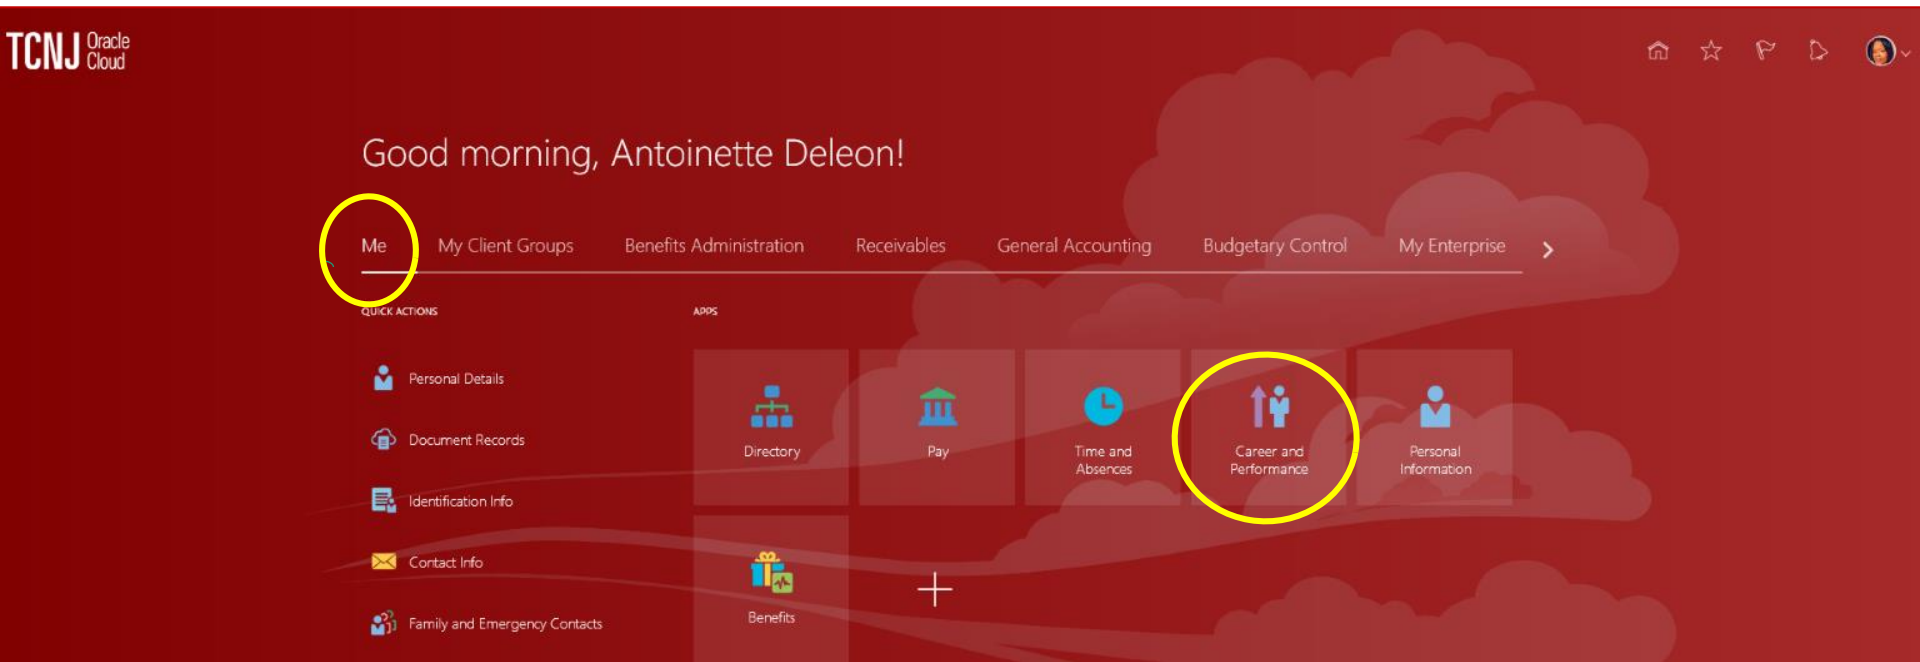 TCNJ Oracle
Cloud
Good morning, Antoinette Deleon!
Me My Client Groups Benefits Administration Receivables General Accounting Budgetary Control My Enterprise
QUICK ACTIONS
APPS
Personal Details
Document Records
Identification Info
Contact Info
Family and Emergency Contacts
Directory
Pay
Time and
Absences
Career and
Performance
Personal
Information
Benefits